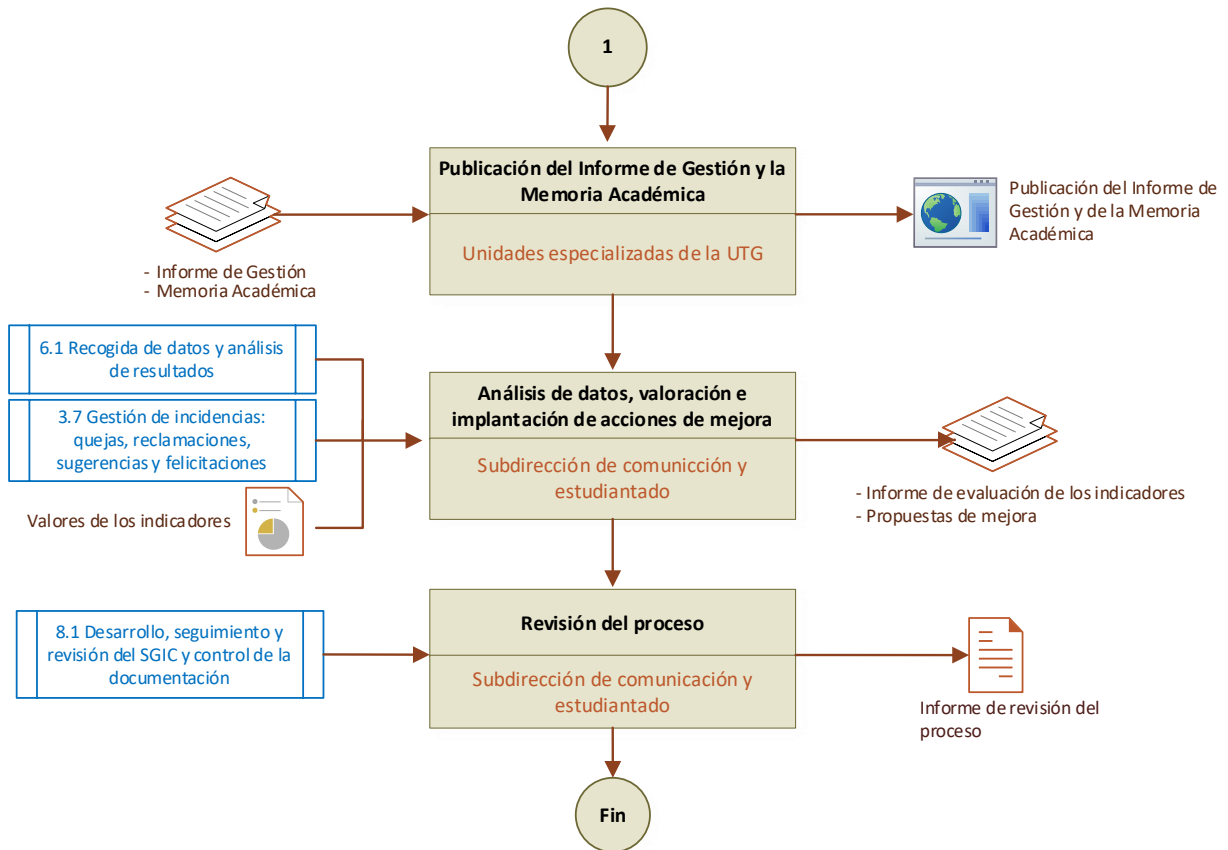 1
Publicación del Informe de Gestión y la
Memoria Académica
Unidades especializadas de la UTG
- Informe de Gestión
- Memoria Académica
Publicación del Informe de
Gestión y de la Memoria
Académica
6.1 Recogida de datos y análisis
de resultados
3.7 Gestión de incidencias:
quejas, reclamaciones,
sugerencias y felicitaciones
Valores de los indicadores
Análisis de datos, valoración e
implantación de acciones de mejora
Subdirección de comunicción y
estudiantado
- Informe de evaluación de los indicadores
- Propuestas de mejora
8.1 Desarrollo, seguimiento y
revisión del SGIC y control de la
documentación
Revisión del proceso
Subdirección de comunicación y
estudiantado
Informe de revisión del
proceso
Fin